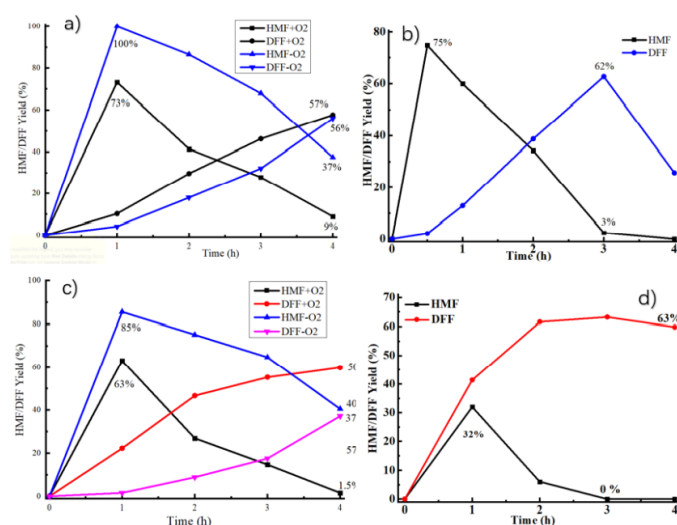 a)
HMF/DFF Yield (%)
100
80
60
40
20
0
0 1 2 3 4
Time (h)
HMF+O2
DFF+O2
HMF-O2
DFF-O2
100%
73%
57%
56%
37%
9%
b)
HMF/DFF Yield (%)
80
60
40
20
0
0 1 2 3 4
Time (h)
HMF
DFF
75%
62%
3%
c)
HMF/DFF Yield (%)
100
80
60
40
20
0
0 1 2 3 4
Time (h)
HMF+O2
DFF+O2
HMF-O2
DFF-O2
85%
63%
40
37
57
1.5%
d)
HMF/DFF Yield (%)
70
60
50
40
30
20
10
0
0 1 2 3 4
Time (h)
HMF
DFF
63%
32%
0 %